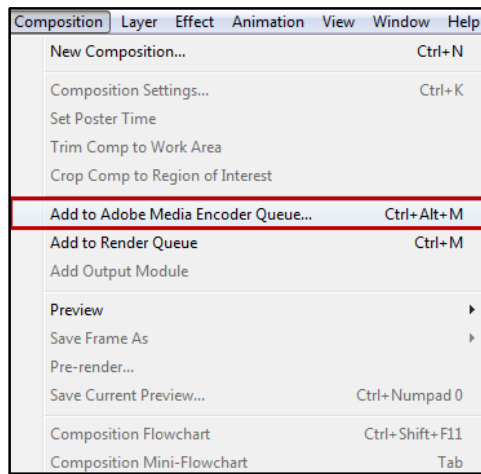 Composition Layer Effect Animation View Window Help
New Composition... Ctrl+N
Composition Settings... Ctrl+K
Set Poster Time
Trim Comp to Work Area
Crop Comp to Region of Interest
Add to Adobe Media Encoder Queue... Ctrl+Alt+M
Add to Render Queue Ctrl+M
Add Output Module
Preview
Save Frame As
Pre-render...
Save Current Preview... Ctrl+Numpad 0
Composition Flowchart Ctrl+Shift+F11
Composition Mini-Flowchart Tab